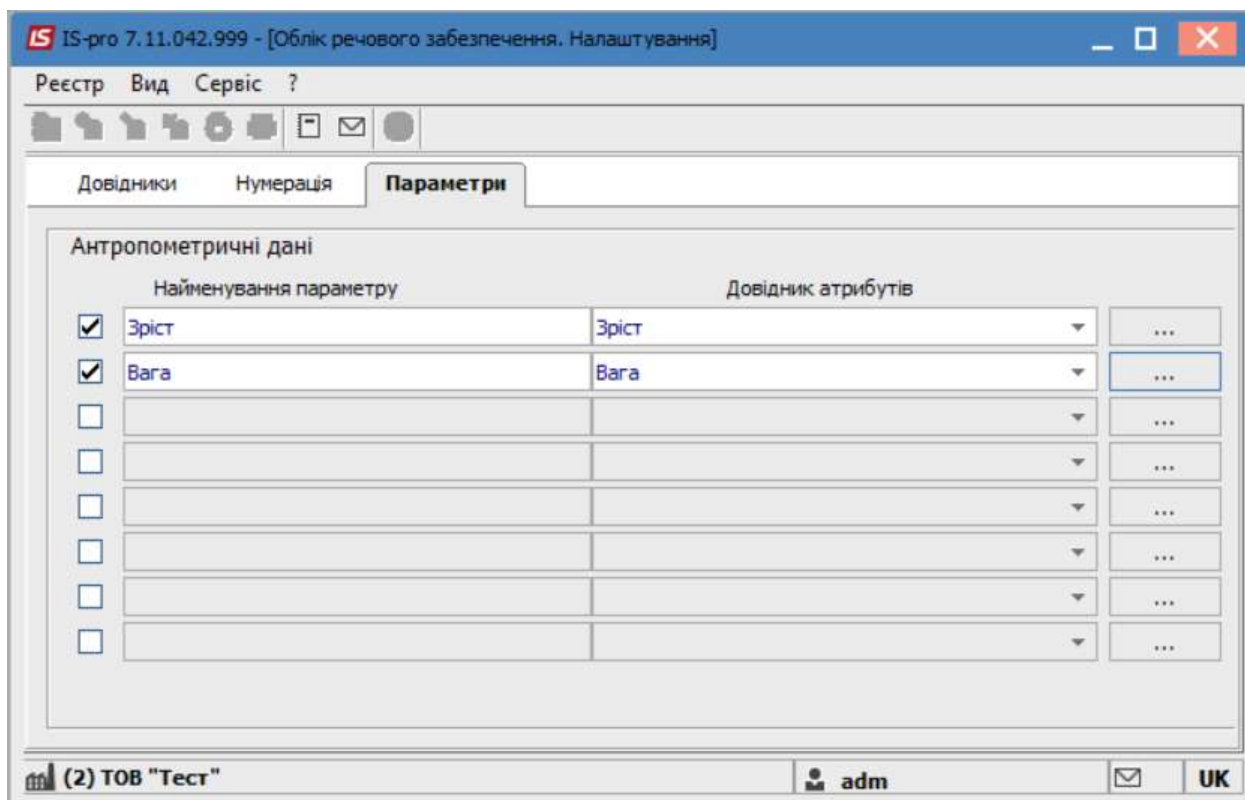 IS IS-pro 7.11.042.999 - [Облік речового забезпечення. Налаштування]
Реєстр Вид Сервіс ?
Довідники Нумерація Параметри
Антропометричні дані
Найменування параметру Довідник атрибутів
Зріст Зріст ...
Вага Вага ...
...
...
...
...
...
...
(2) ТОВ "Тест" adm UK